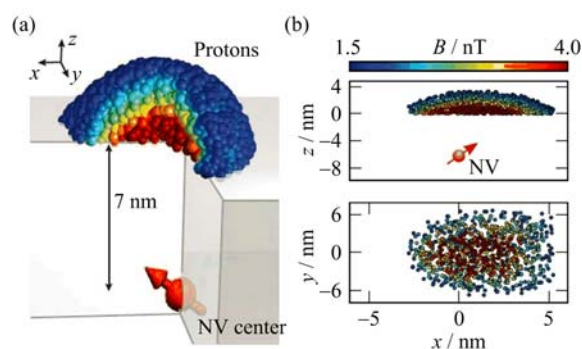 (a)
Protons
z
x
y
7 nm
NV center
(b)
1.5
B / nT
4.0
z / nm
4
0
-4
-8
NV
y / nm
6
0
-6
-5
0
5
x / nm